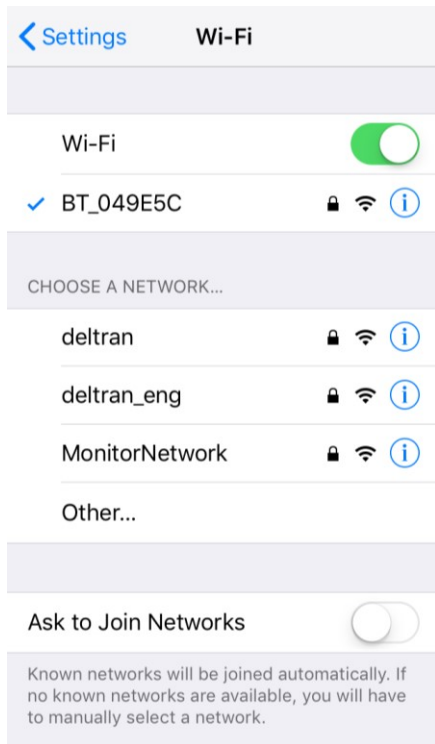 Settings Wi-Fi
Wi-Fi
BT_049E5C
CHOOSE A NETWORK...
deltran
deltran_eng
MonitorNetwork
Other...
Ask to Join Networks
Known networks will be joined automatically. If
no known networks are available, you will have
to manually select a network.